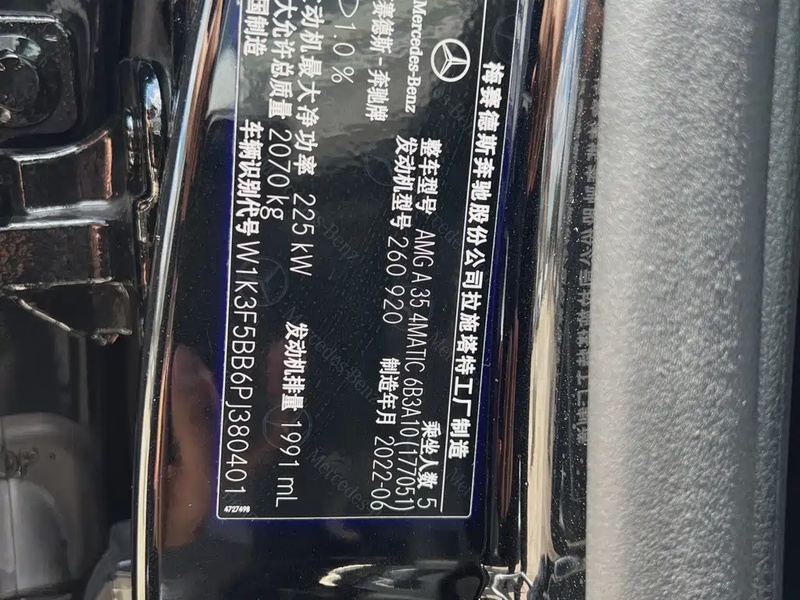 梅赛德斯奔驰股份公司拉施塔特工厂制造
Mercedes-Benz
整车型号 AMG A 35 4MATIC 6B3A10(177051)
发动机型号 260 920
乘坐人数 5
制造年月 2022-06
赛德斯-奔驰牌
1.0%
动机最大净功率 225 kW
发动机排量 1991 mL
大允许总质量 2070 kg
国制造
车辆识别代号 W1K3F5BB6PJ380401
4727498